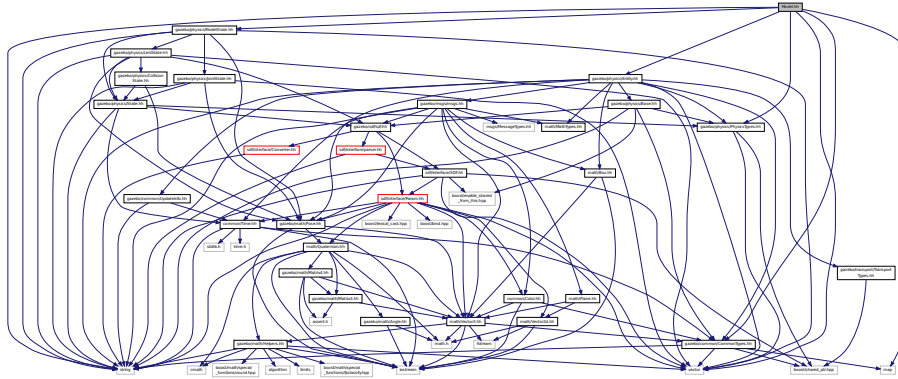 Model.hh
gazebo/physics/ModelState.hh
gazebo/physics/LinkState.hh
gazebo/physics/Collision
State.hh
gazebo/physics/JointState.hh
gazebo/physics/Entity.hh
gazebo/physics/State.hh
gazebo/msgs/msgs.hh
gazebo/physics/Base.hh
gazebo/sdf/sdf.hh
msgs/MessageTypes.hh
math/MathTypes.hh
gazebo/physics/PhysicsTypes.hh
sdf/interface/Converter.hh
sdf/interface/parser.hh
sdf/interface/SDF.hh
math/Box.hh
gazebo/common/UpdateInfo.hh
sdf/interface/Param.hh
boost/enable_shared
_from_this.hpp
common/Time.hh
gazebo/math/Pose.hh
boost/lexical_cast.hpp
boost/bind.hpp
stdlib.h
time.h
math/Quaternion.hh
gazebo/math/Matrix4.hh
gazebo/transport/Transport
Types.hh
gazebo/math/Matrix3.hh
common/Color.hh
math/Plane.hh
assert.h
gazebo/math/Angle.hh
math/Vector3.hh
math/Vector2d.hh
gazebo/math/Helpers.hh
math.h
fstream
gazebo/common/CommonTypes.hh
string
cmath
boost/math/special
_functions/round.hpp
algorithm
limits
boost/math/special
_functions/fpclassify.hpp
iostream
vector
boost/shared_ptr.hpp
map